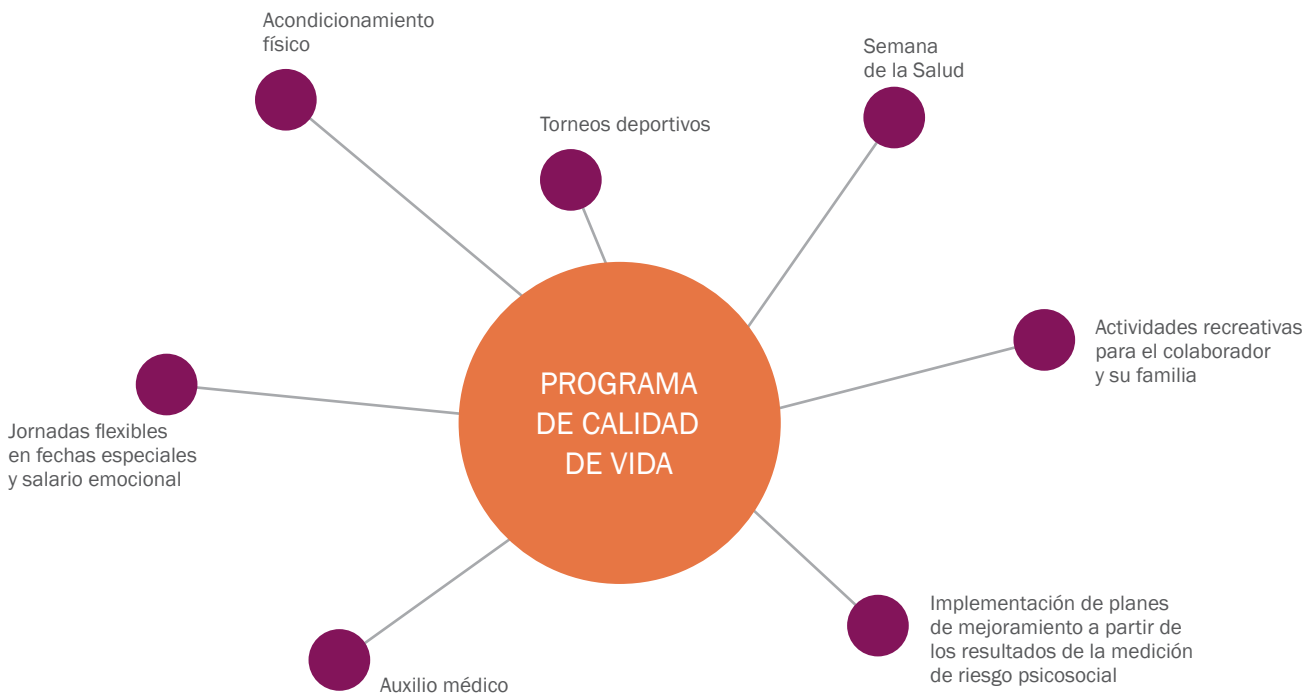 Acondicionamiento
físico
Semana
de la Salud
Torneos deportivos
Actividades recreativas
para el colaborador
y su familia
PROGRAMA
DE CALIDAD
DE VIDA
Jornadas flexibles
en fechas especiales
y salario emocional
Implementación de planes
de mejoramiento a partir de
los resultados de la medición
de riesgo psicosocial
Auxilio médico